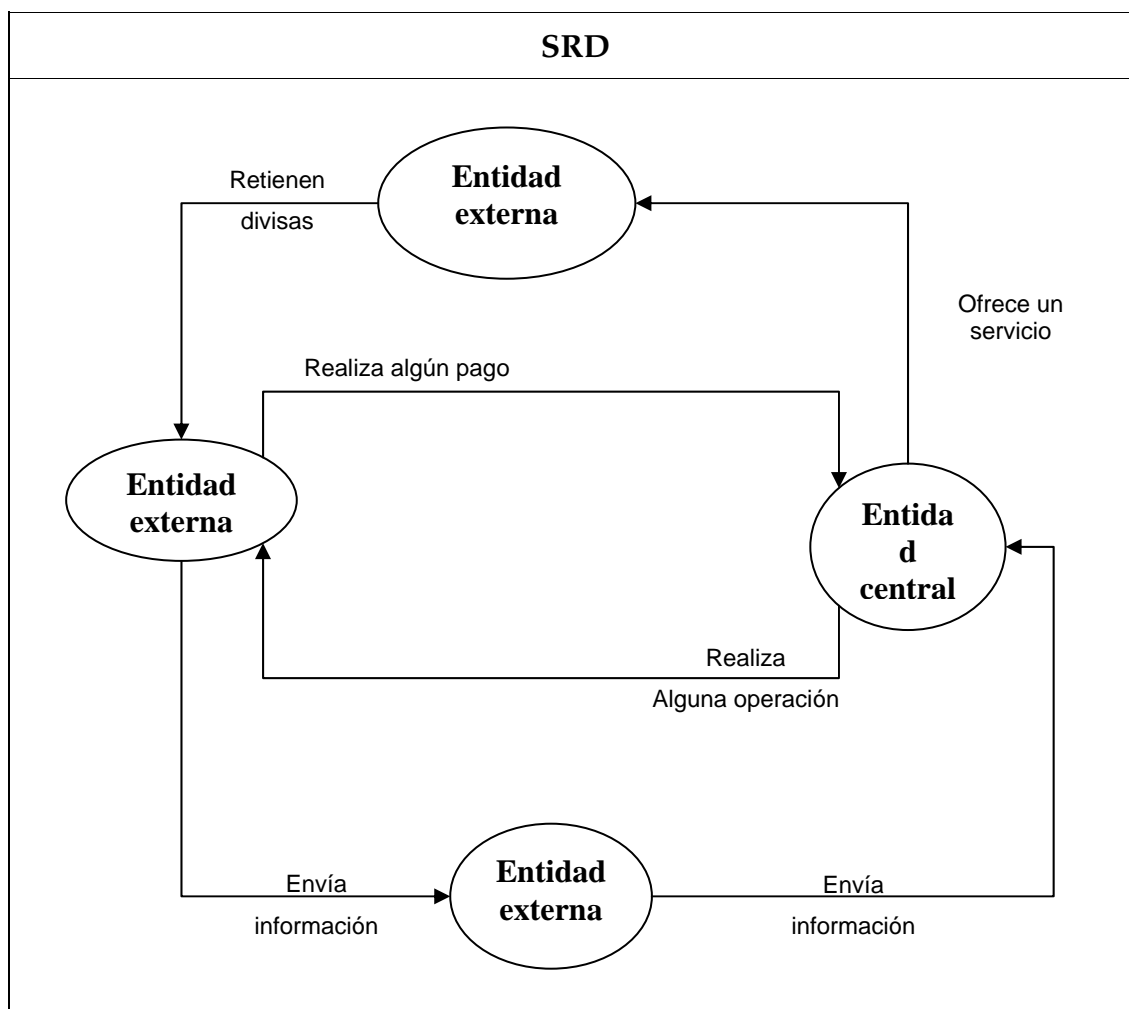 SRD
Entidad
externa
Retienen
divisas
Ofrece un
servicio
Realiza algún pago
Entidad
externa
Entida
d
central
Realiza
Alguna operación
Entidad
externa
Envía
información
Envía
información